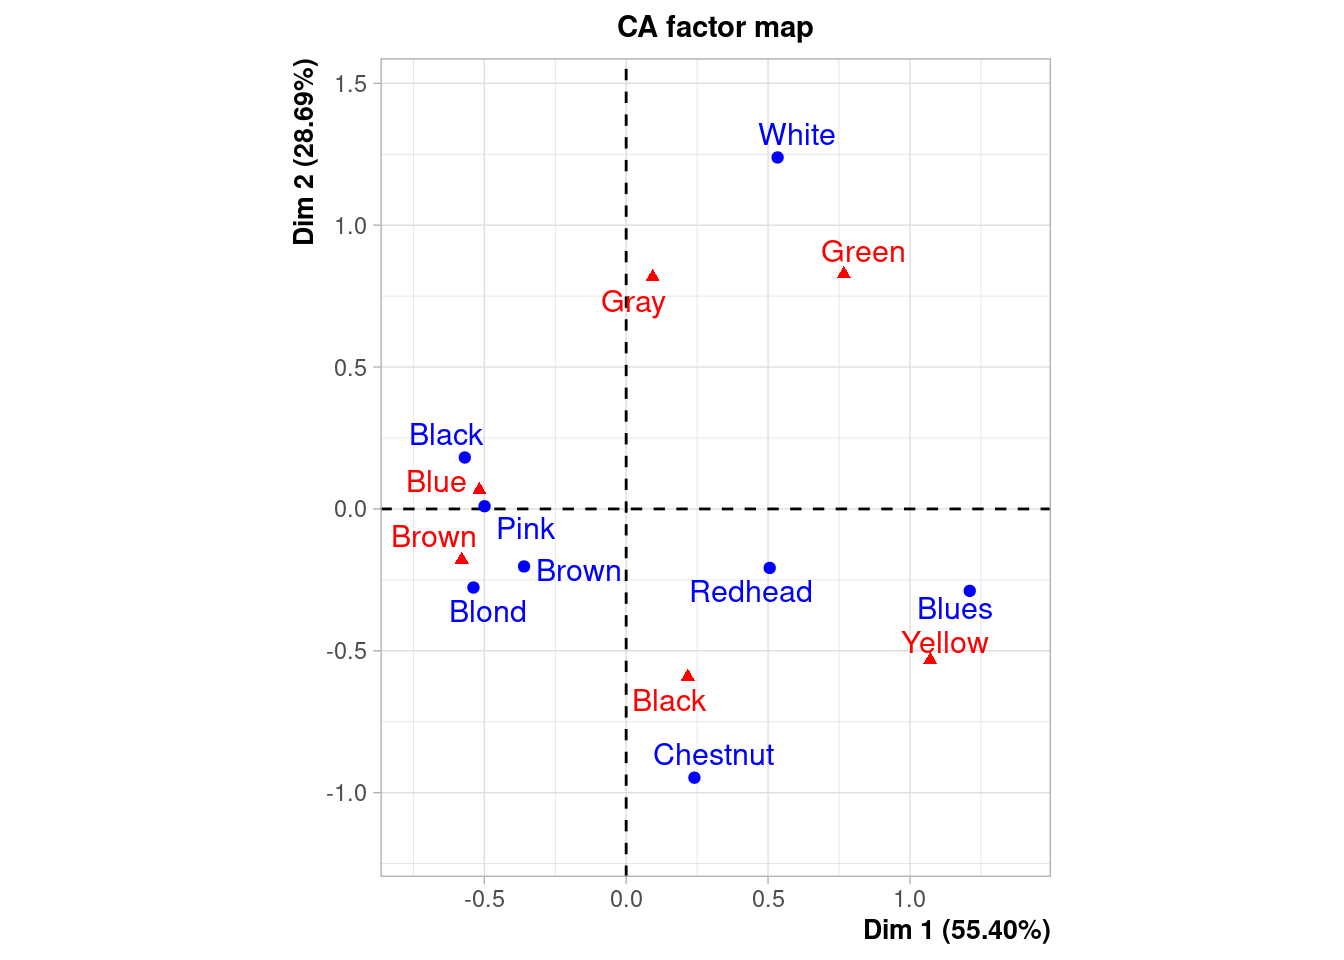 CA factor map
Dim 2 (28.69%)
1.5
1.0
0.5
0.0
-0.5
-1.0
White
Green
Gray
Black
Blue
Pink
Brown
Brown
Blond
Redhead
Blues
Yellow
Black
Chestnut
-0.5
0.0
0.5
1.0
Dim 1 (55.40%)